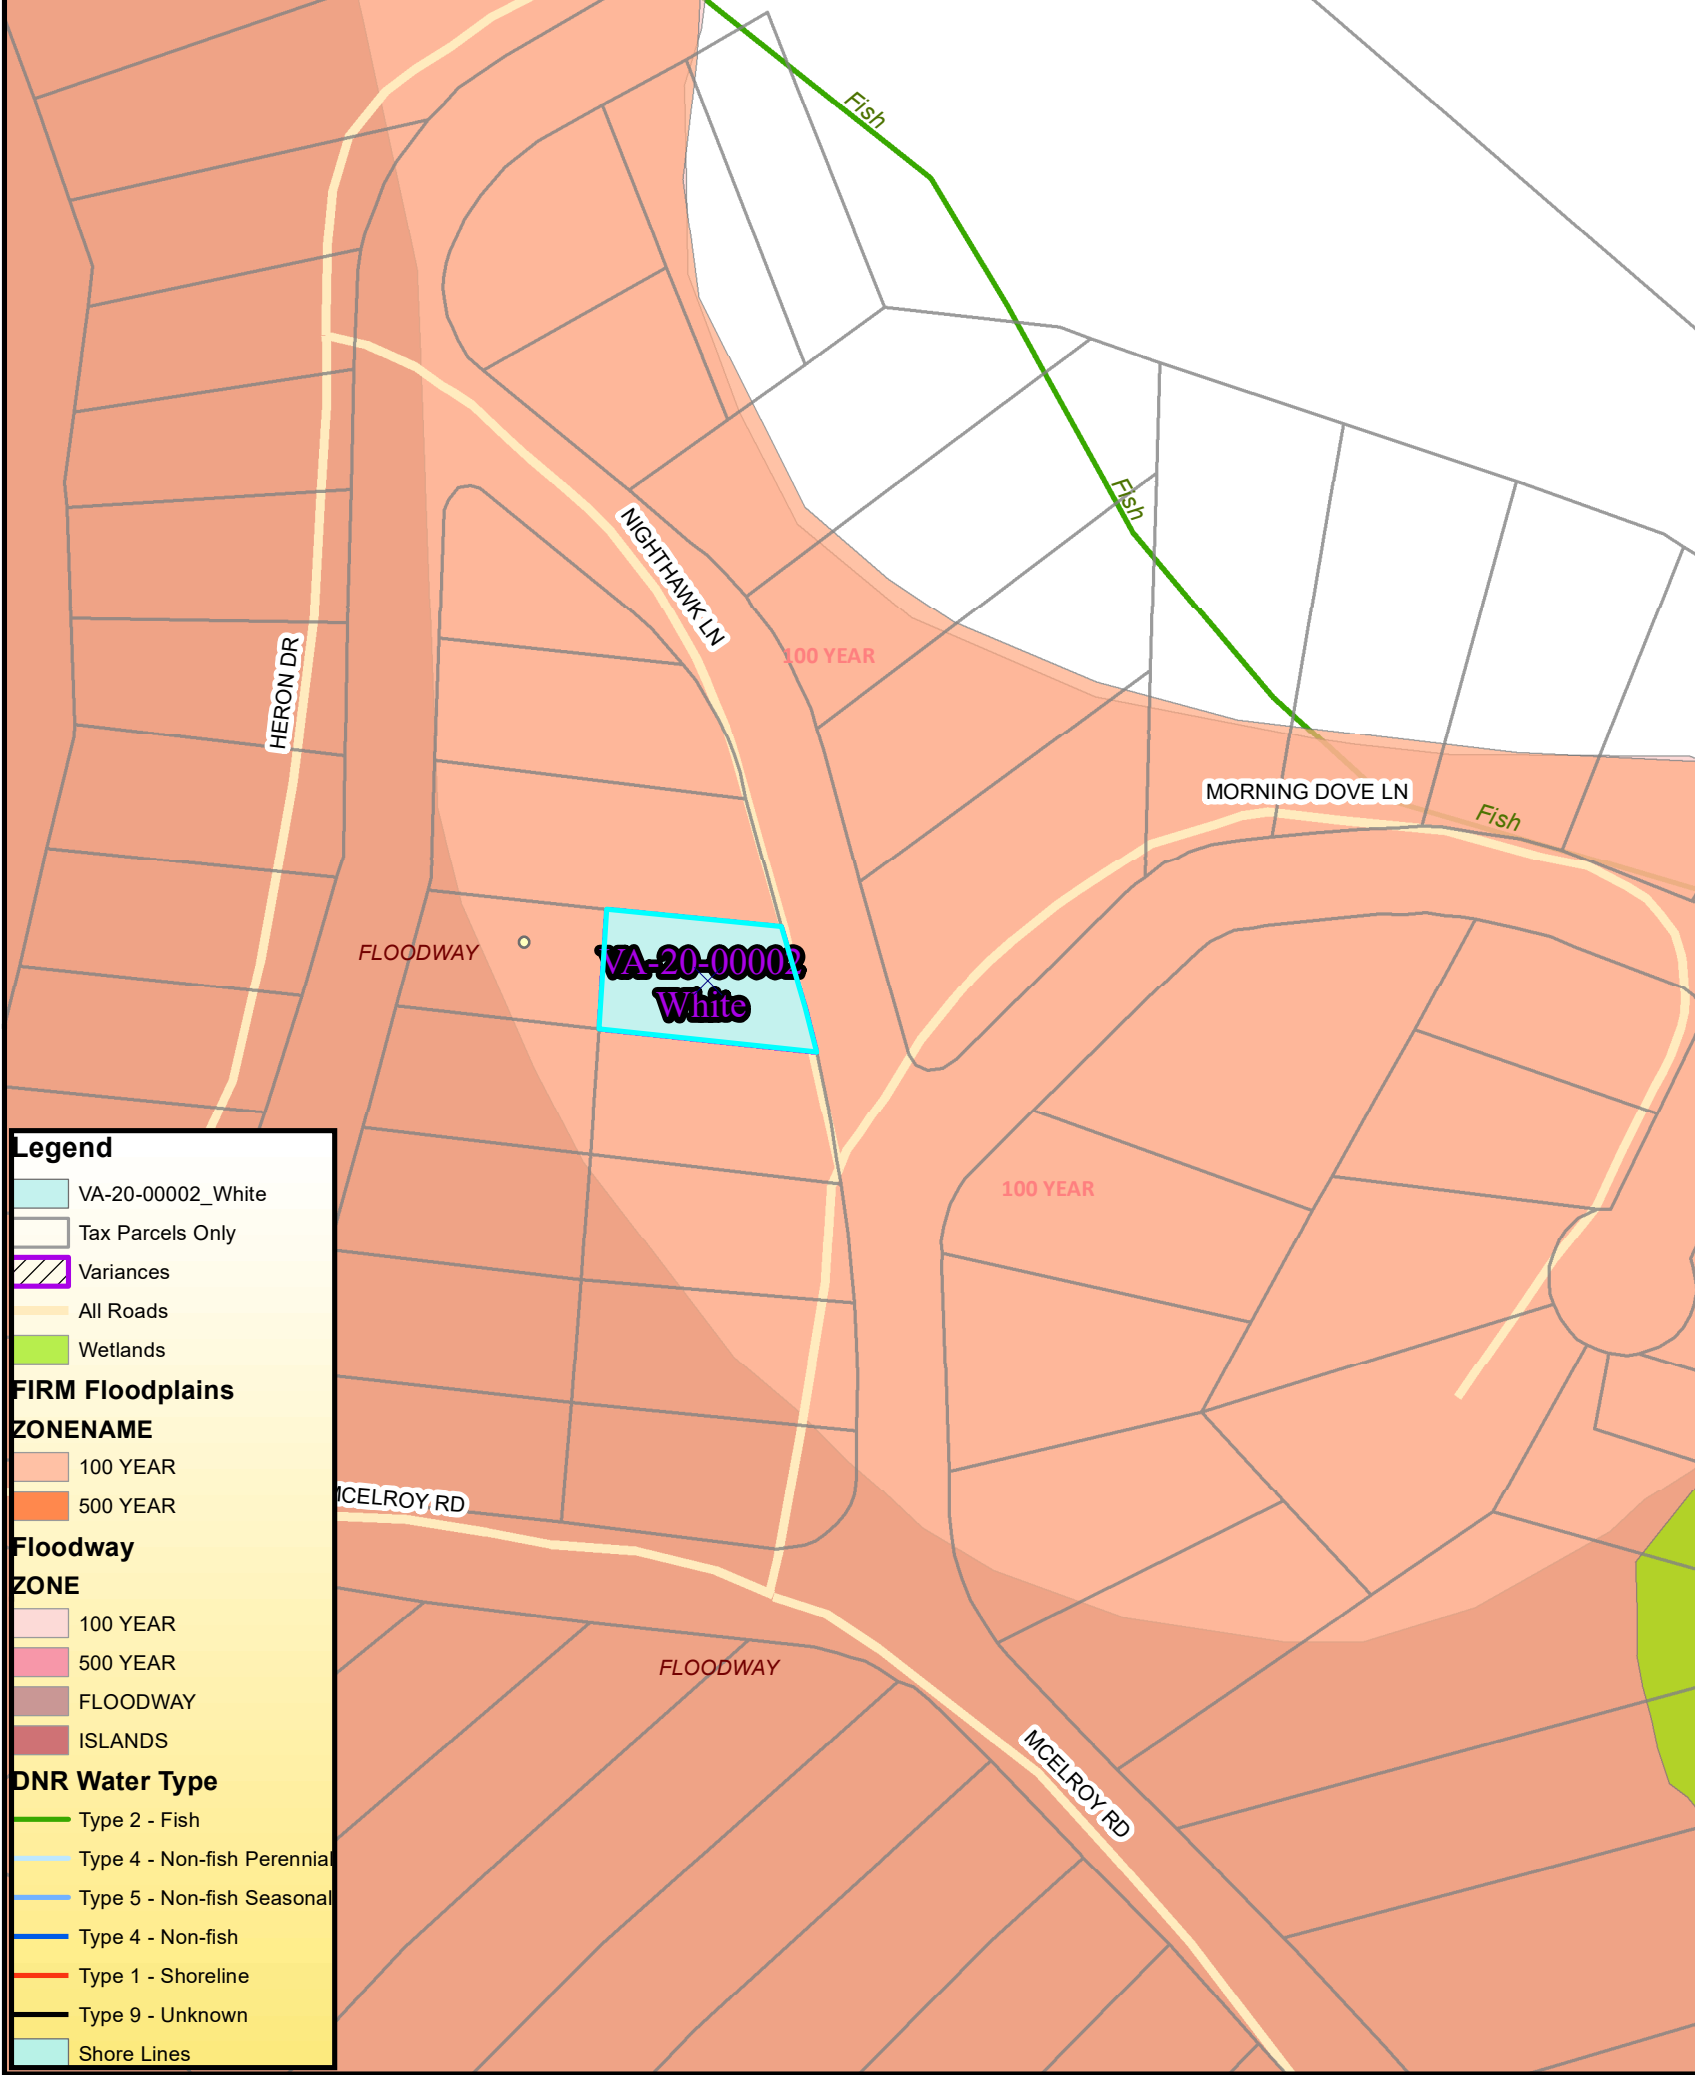 Fish
Fish
NIGHTHAWK LN
100 YEAR
HERON DR
MORNING DOVE LN
Fish
FLOODWAY
VA-20-00002
White
100 YEAR
MCELROY RD
FLOODWAY
MCELROY RD
Legend
VA-20-00002_White
Tax Parcels Only
Variances
All Roads
Wetlands
FIRM Floodplains
ZONENAME
100 YEAR
500 YEAR
Floodway
ZONE
100 YEAR
500 YEAR
FLOODWAY
ISLANDS
DNR Water Type
Type 2 - Fish
Type 4 - Non-fish Perennial
Type 5 - Non-fish Seasonal
Type 4 - Non-fish
Type 1 - Shoreline
Type 9 - Unknown
Shore Lines